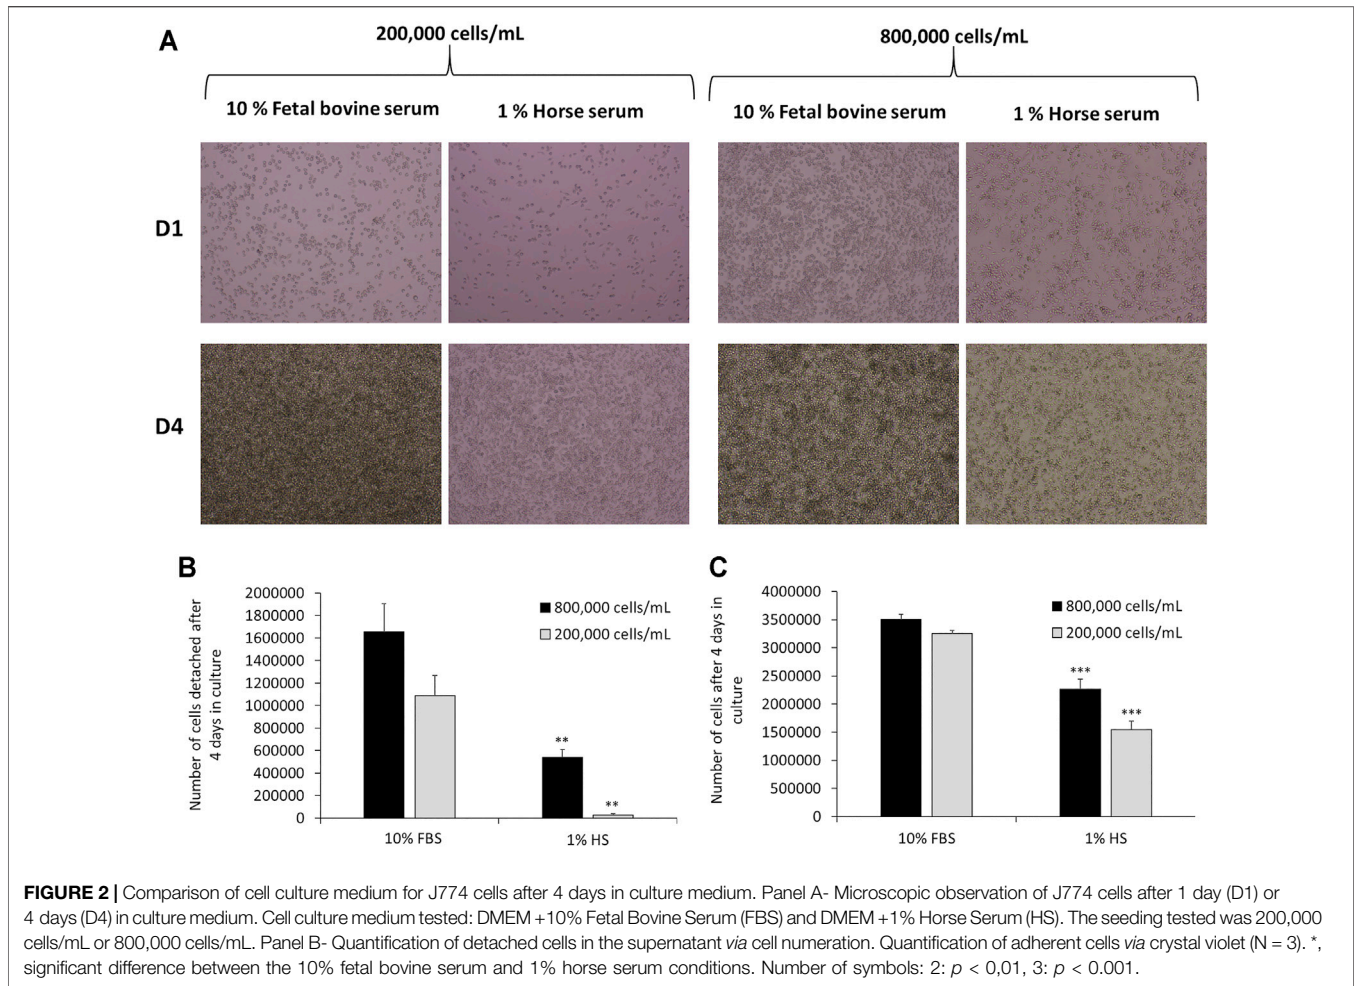 A
200,000 cells/mL
800,000 cells/mL
10 % Fetal bovine serum
1 % Horse serum
10 % Fetal bovine serum
1 % Horse serum
D1
D4
B
Number of cells detached after
4 days in culture
2000000
1800000
1600000
1400000
1200000
1000000
800000
600000
400000
200000
0
800,000 cells/mL
200,000 cells/mL
**
**
10% FBS
1% HS
C
Number of cells after 4 days in
culture
4000000
3500000
3000000
2500000
2000000
1500000
1000000
500000
0
800,000 cells/mL
200,000 cells/mL
***
***
10% FBS
1% HS
FIGURE 2 | Comparison of cell culture medium for J774 cells after 4 days in culture medium. Panel A- Microscopic observation of J774 cells after 1 day (D1) or
4 days (D4) in culture medium. Cell culture medium tested: DMEM +10% Fetal Bovine Serum (FBS) and DMEM +1% Horse Serum (HS). The seeding tested was 200,000
cells/mL or 800,000 cells/mL. Panel B- Quantification of detached cells in the supernatant via cell numeration. Quantification of adherent cells via crystal violet (N = 3). *,
significant difference between the 10% fetal bovine serum and 1% horse serum conditions. Number of symbols: 2: p < 0,01, 3: p < 0.001.